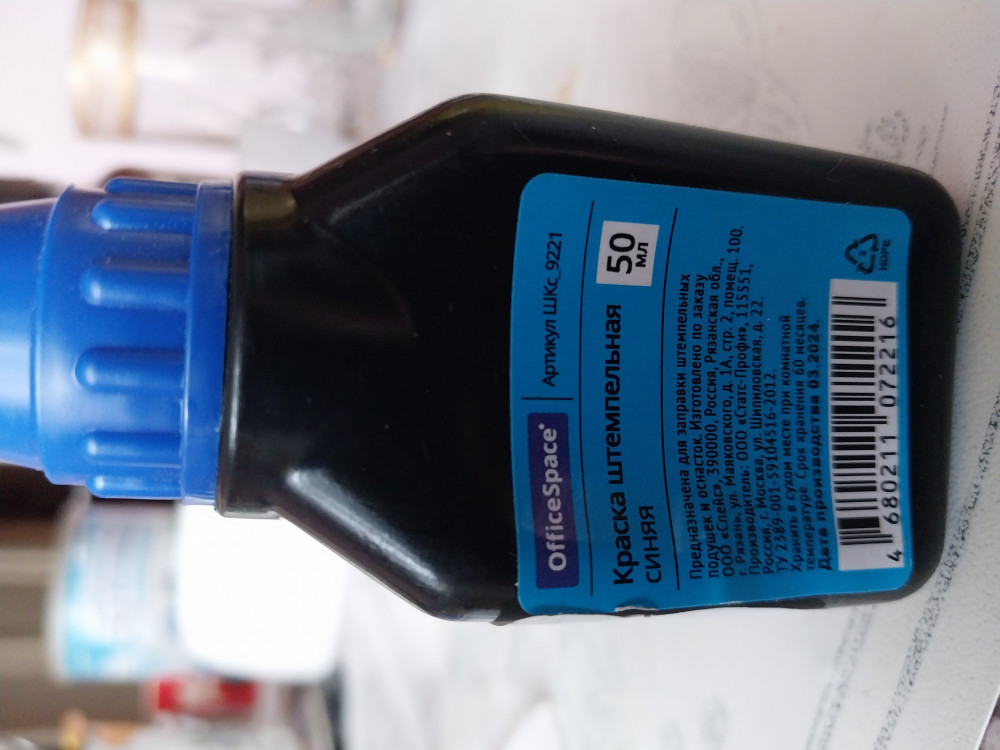 OfficeSpace®
Артикул ШКс_9221
Краска штемпельная
синяя
50
мл
Предназначена для заправки штемпельных
подушек и оснасток. Изготовлено по заказу
ООО «Спейс», 390000, Россия, Рязанская обл.,
г. Рязань, ул. Маяковского, д. 1А, стр. 2, помещ. 100.
Производитель: ООО «Статс-Профи», 115551,
Россия, г. Москва, ул. Шипиловская, д. 22.
ТУ 2389-001-59104516-2012.
Хранить в сухом месте при комнатной
температуре. Срок хранения 60 месяцев.
Дата производства 03.2024.
4 680211 072216
HDPE